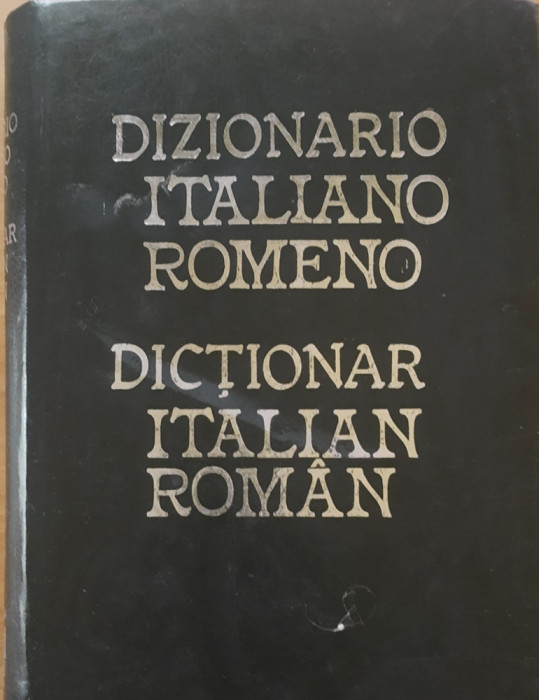 DIZIONARIO
ITALIANO
ROMENO
DICȚIONAR
ITALIAN
ROMÂN